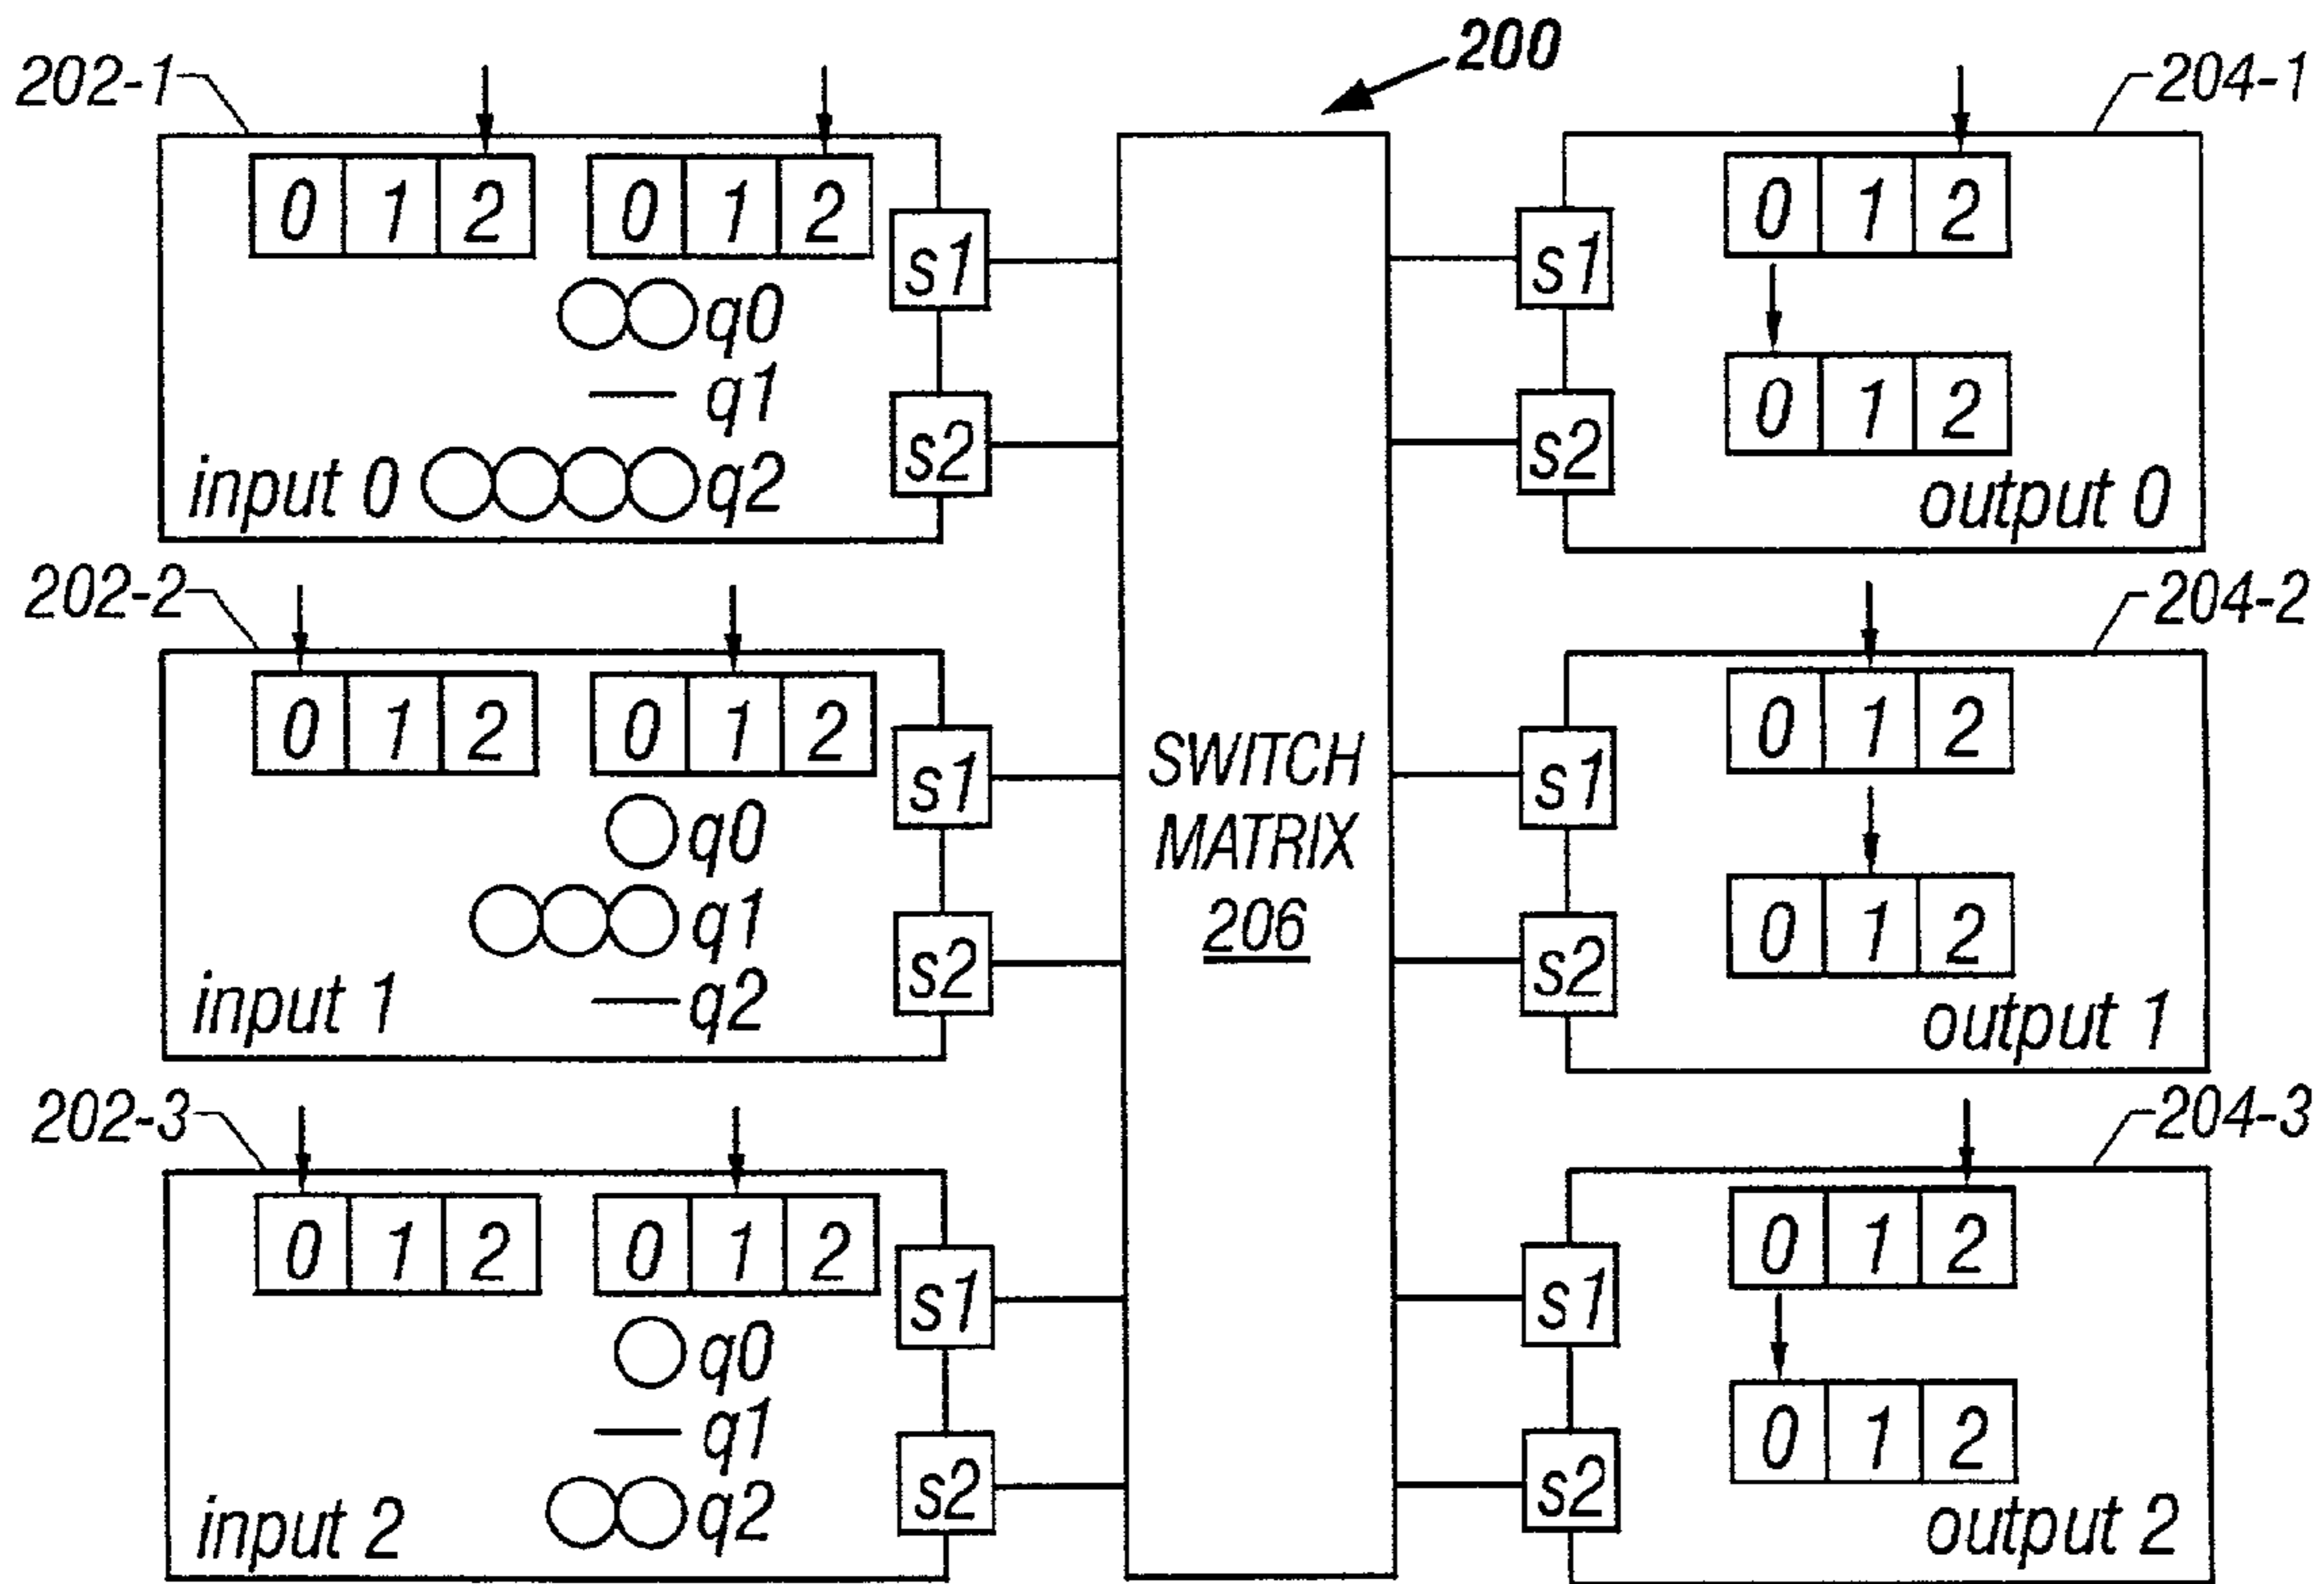 200
202-1
0 1 2 0 1 2
s1
q0
q1
s2
input 0 q2
204-1
0 1 2
s1
0 1 2
s2
output 0
202-2
0 1 2 0 1 2
s1
q0
q1
s2
input 1 q2
SWITCH
MATRIX
206
204-2
0 1 2
s1
0 1 2
s2
output 1
202-3
0 1 2 0 1 2
s1
q0
q1
s2
input 2 q2
204-3
0 1 2
s1
0 1 2
s2
output 2